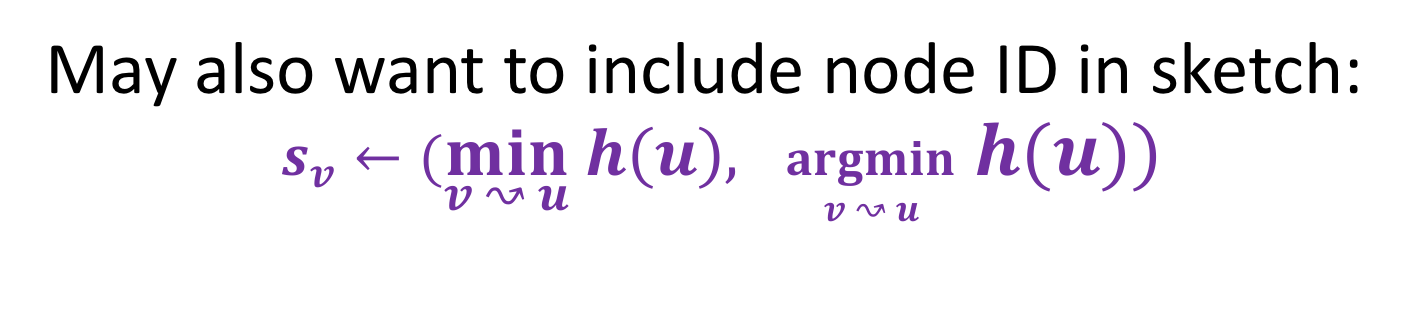 May also want to include node ID in sketch:
s_v ← (min_{v ⇝ u} h(u), argmin_{v ⇝ u} h(u))